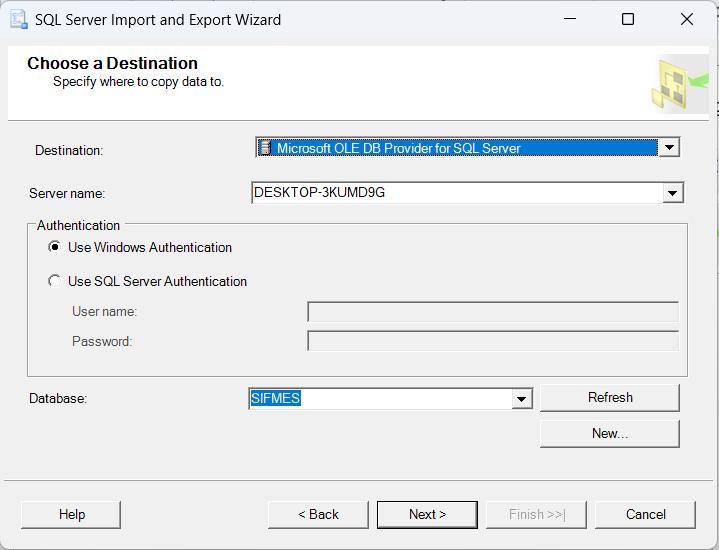 SQL Server Import and Export Wizard
Choose a Destination
Specify where to copy data to.
Destination: Microsoft OLE DB Provider for SQL Server
Server name: DESKTOP-3KUMD9G
Authentication
Use Windows Authentication
Use SQL Server Authentication
User name:
Password:
Database: SIFMES Refresh
New...
Help < Back Next > Finish >>| Cancel